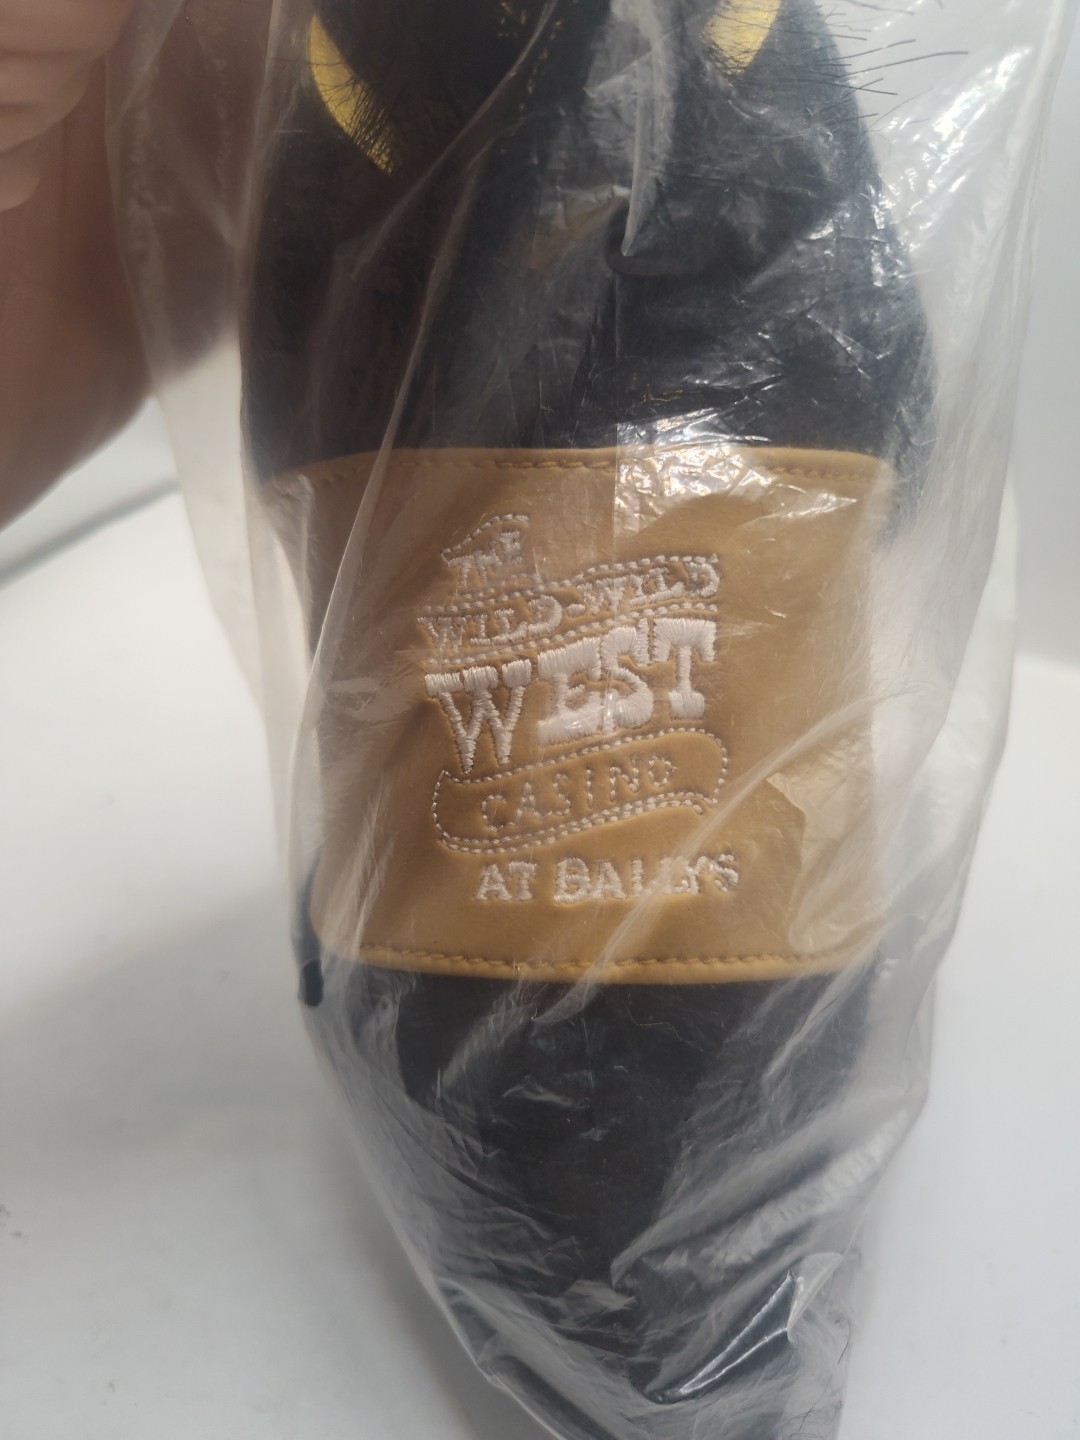 THE
WILD WILD
WEST
CASINO
AT BALLY'S